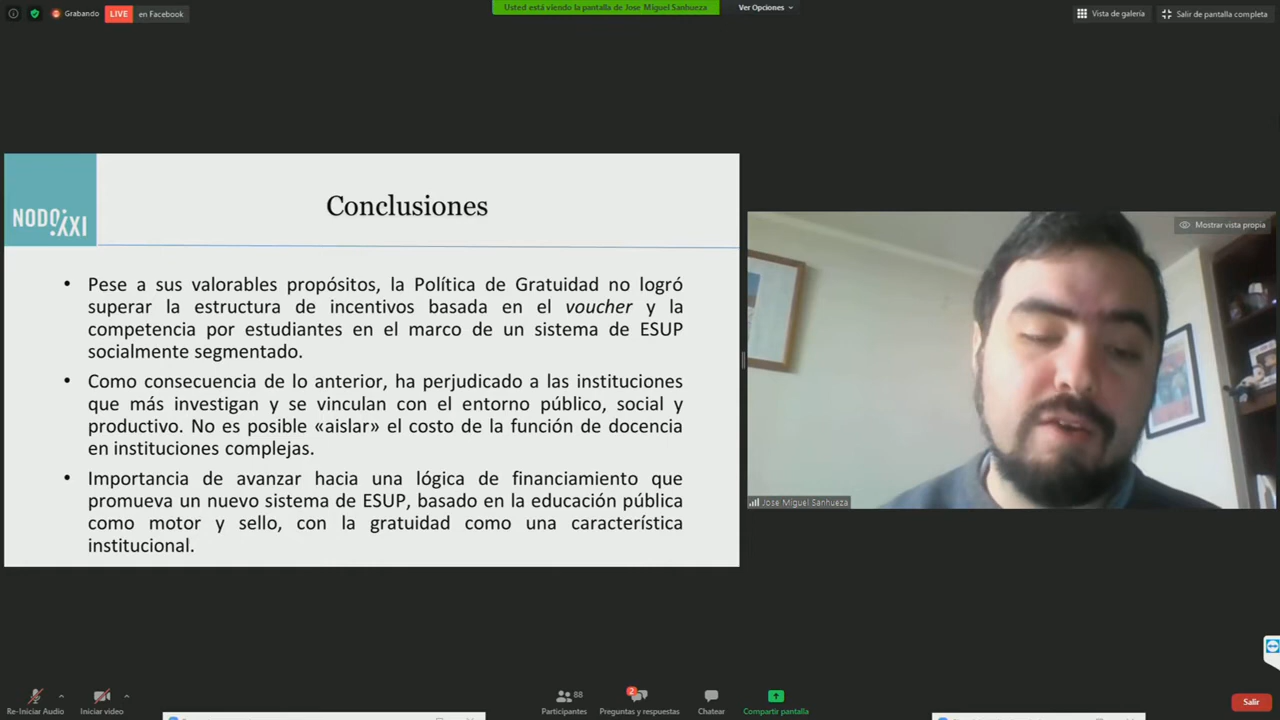 Grabando LIVE en Facebook
Usted está viendo la pantalla de Jose Miguel Sanhueza
Ver Opciones
Vista de galería
Salir de pantalla completa
NODO XXI
Conclusiones
• Pese a sus valorables propósitos, la Política de Gratuidad no logró
superar la estructura de incentivos basada en el voucher y la
competencia por estudiantes en el marco de un sistema de ESUP
socialmente segmentado.
• Como consecuencia de lo anterior, ha perjudicado a las instituciones
que más investigan y se vinculan con el entorno público, social y
productivo. No es posible «aislar» el costo de la función de docencia
en instituciones complejas.
• Importancia de avanzar hacia una lógica de financiamiento que
promueva un nuevo sistema de ESUP, basado en la educación pública
como motor y sello, con la gratuidad como una característica
institucional.
Mostrar vista propia
Jose Miguel Sanhueza
Re-Iniciar Audio
Iniciar video
88
Participantes
2
Preguntas y respuestas
Chatear
Compartir pantalla
Salir